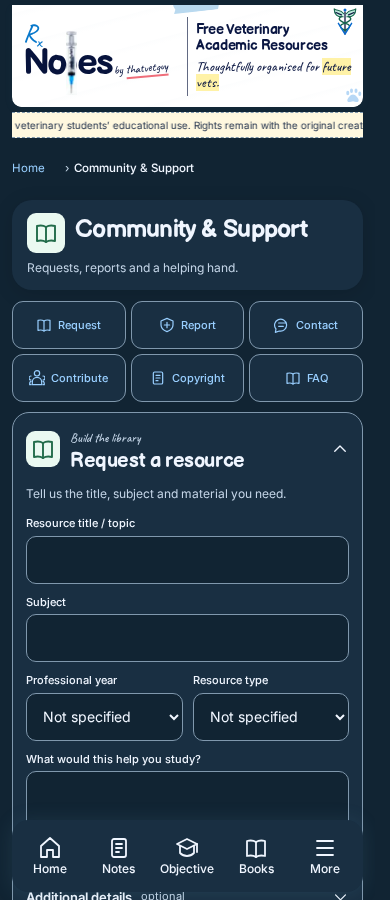 Rx Notes by thatvetguy
Free Veterinary
Academic Resources
Thoughtfully organised for future
vets.
veterinary students' educational use. Rights remain with the original creat
Home › Community & Support
Community & Support
Requests, reports and a helping hand.
Request Report Contact
Contribute Copyright FAQ
Build the library
Request a resource
Tell us the title, subject and material you need.
Resource title / topic
Subject
Professional year Resource type
Not specified Not specified
What would this help you study?
Home Notes Objective Books More
Additional details optional